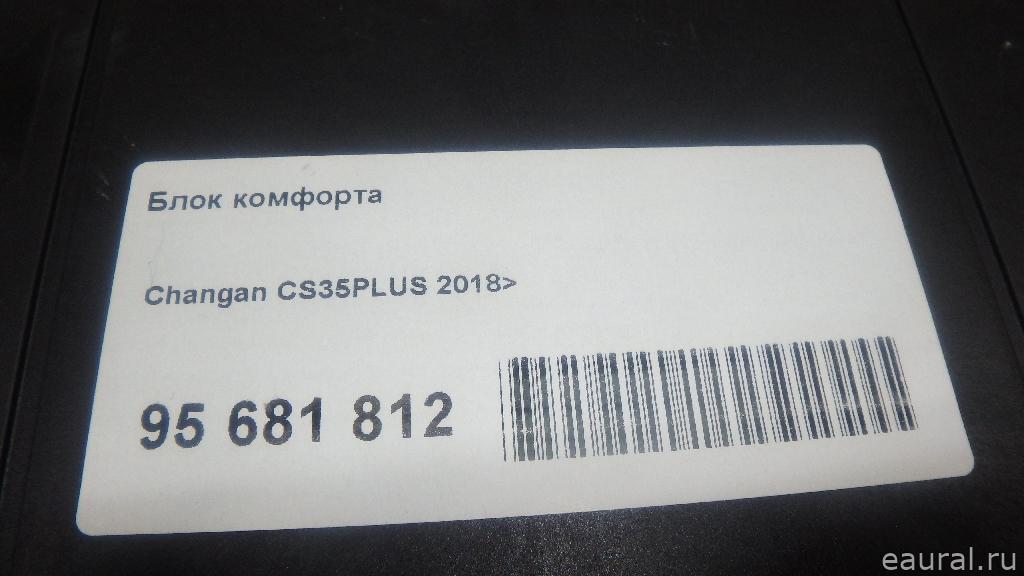 Блок комфорта
Changan CS35PLUS 2018>
95 681 812
eaural.ru